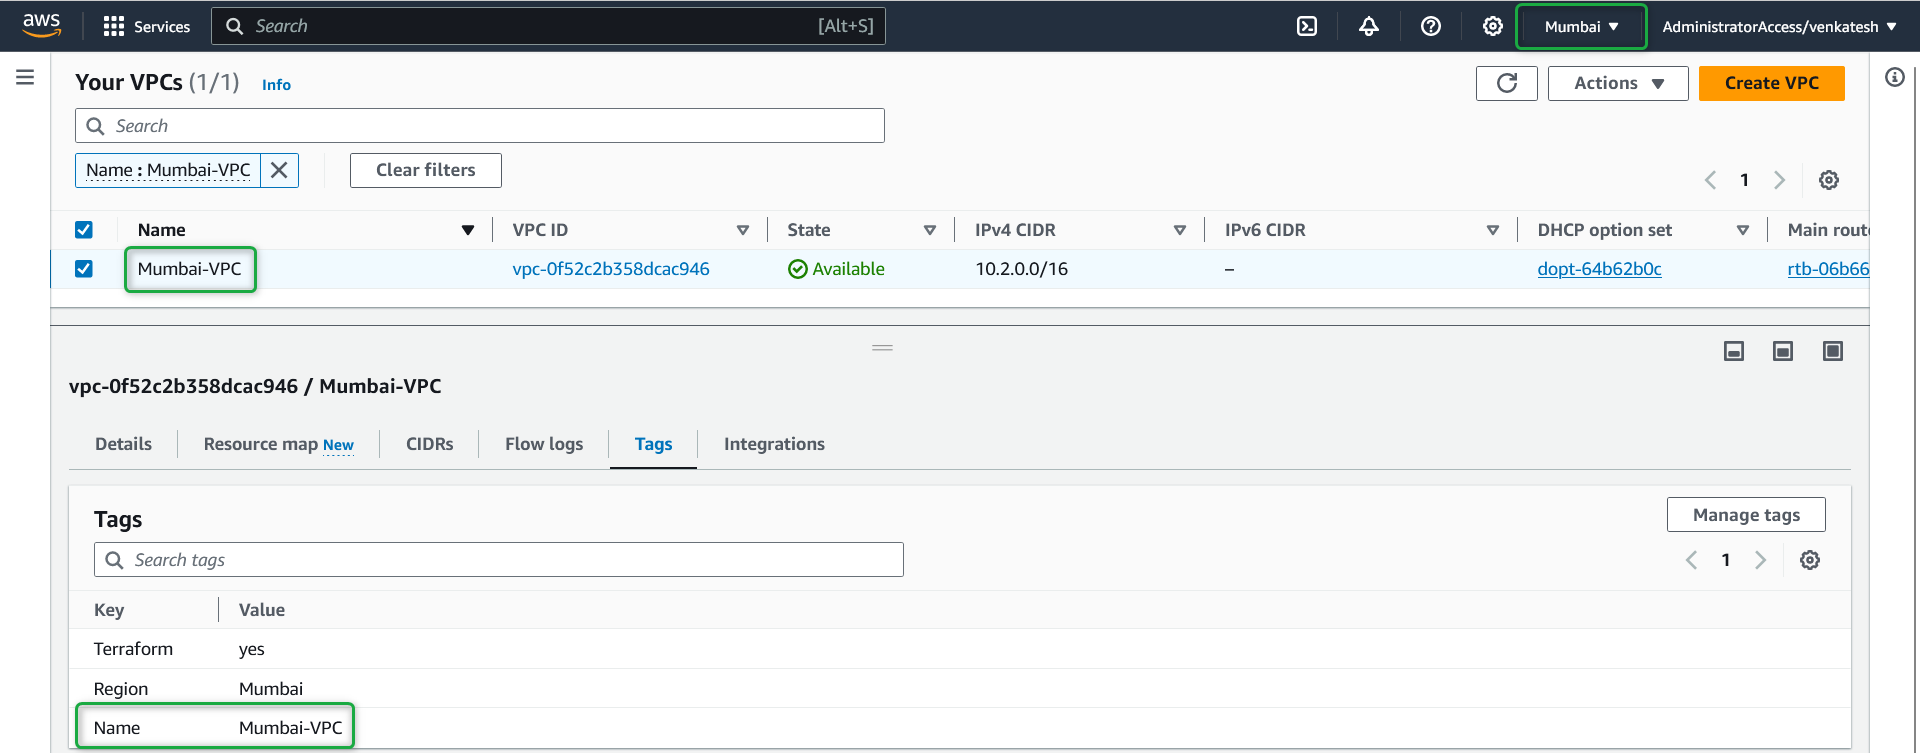 aws Services Search [Alt+S] Mumbai ▼ AdministratorAccess/venkatesh ▼
Your VPCs (1/1) Info Actions ▼ Create VPC
Search
Name : Mumbai-VPC Clear filters
1
Name VPC ID State IPv4 CIDR IPv6 CIDR DHCP option set Main route
Mumbai-VPC vpc-0f52c2b358dcac946 Available 10.2.0.0/16 – dopt-64b62b0c rtb-06b66
vpc-0f52c2b358dcac946 / Mumbai-VPC
Details Resource map New CIDRs Flow logs Tags Integrations
Tags Manage tags
Search tags 1
Key Value
Terraform yes
Region Mumbai
Name Mumbai-VPC